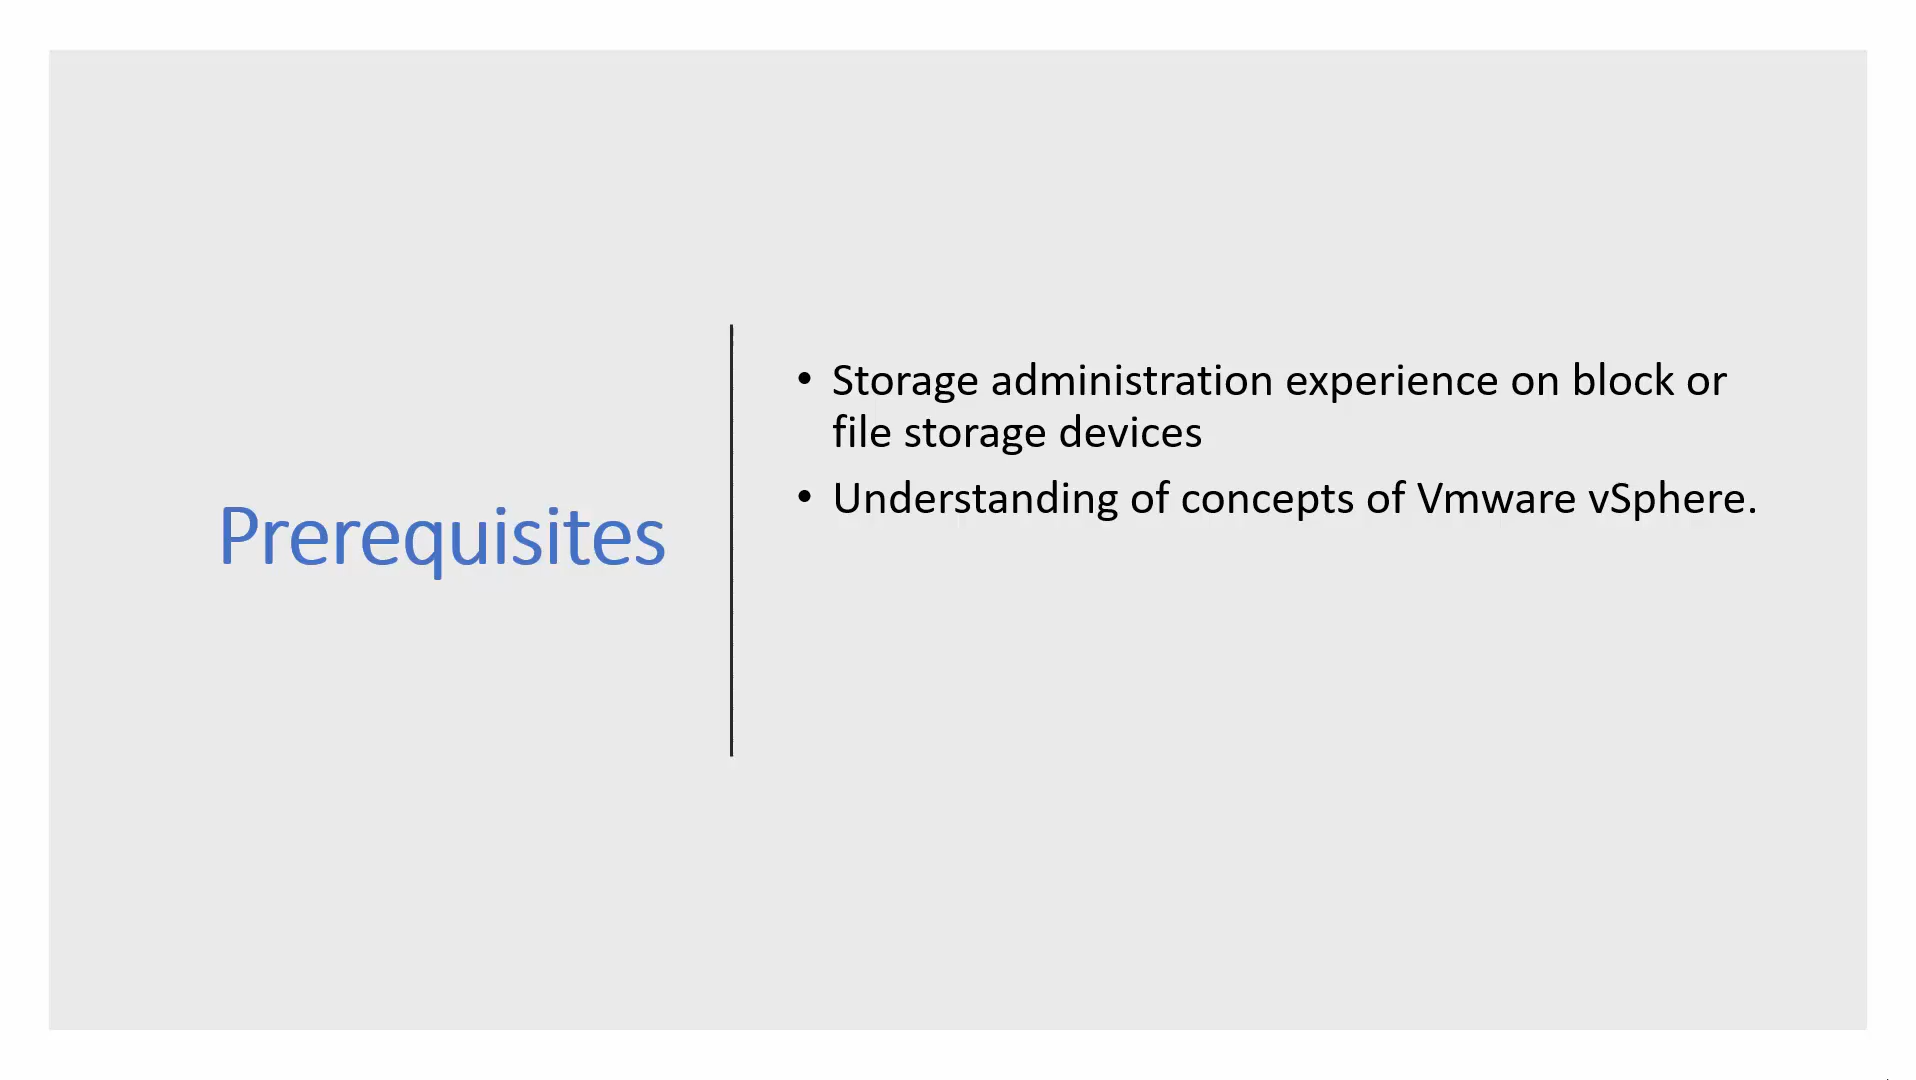 Prerequisites
• Storage administration experience on block or
file storage devices
• Understanding of concepts of Vmware vSphere.